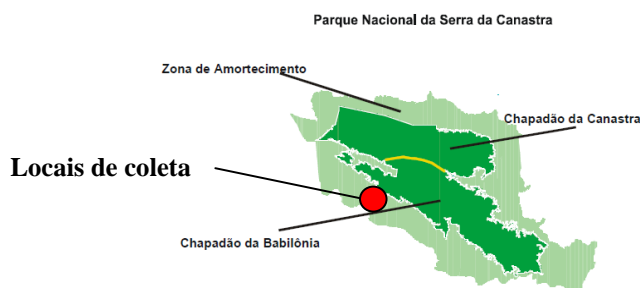 Parque Nacional da Serra da Canastra
Zona de Amortecimento
Chapadão da Canastra
Locais de coleta
Chapadão da Babilônia